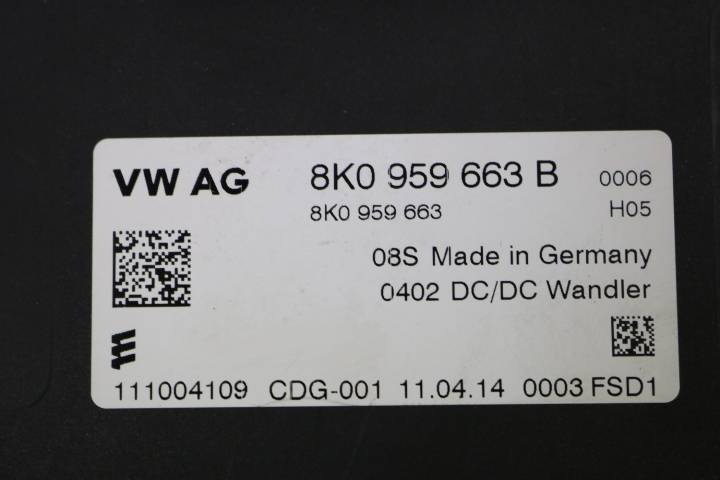 VW AG 8K0 959 663 B 0006
8K0 959 663 H05
08S Made in Germany
0402 DC/DC Wandler
111004109 CDG-001 11.04.14 0003 FSD1